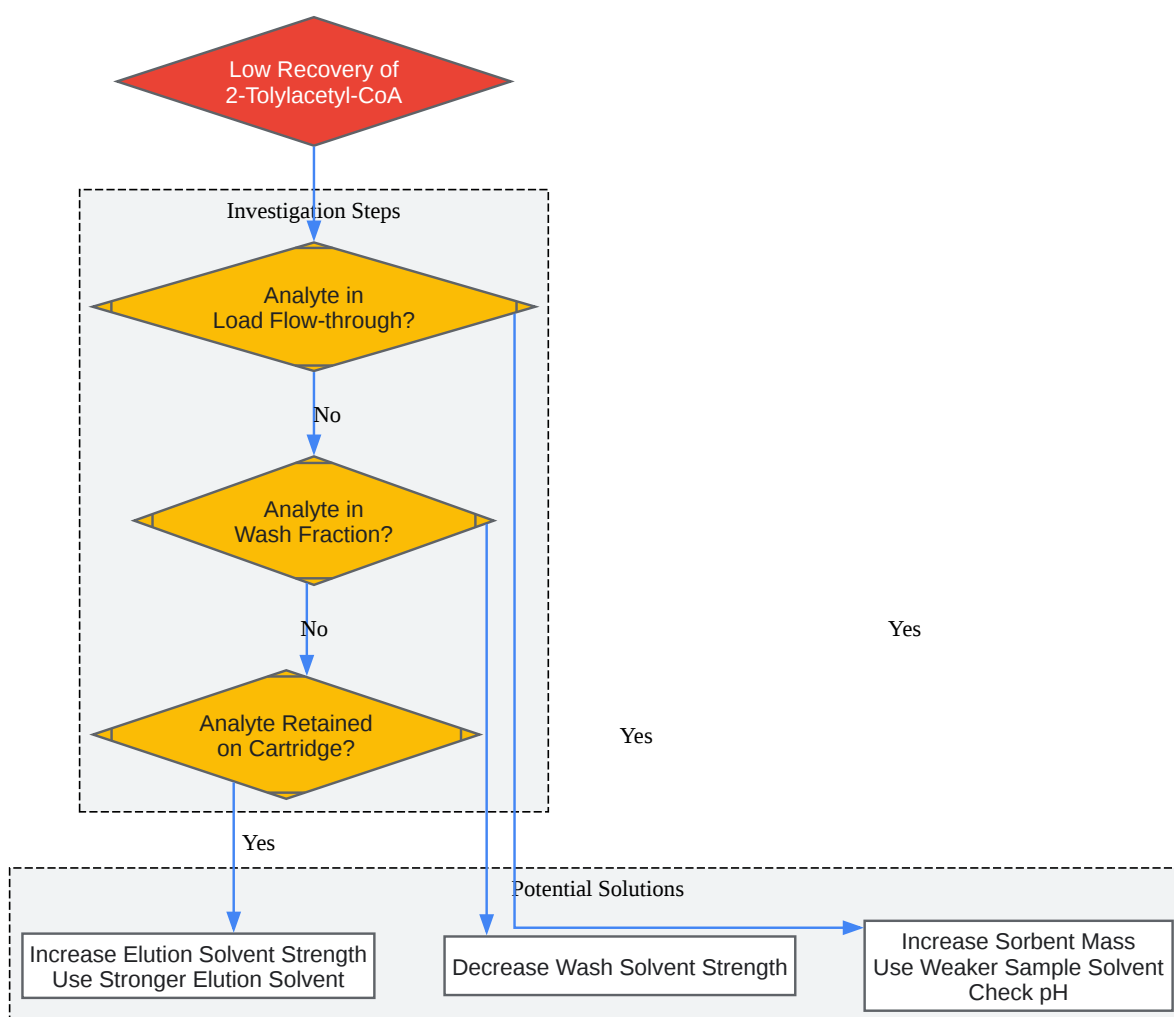 Low Recovery of
2-Tolylacetyl-CoA
Investigation Steps
Analyte in
Load Flow-through?
No
Analyte in
Wash Fraction?
No
Yes
Analyte Retained
on Cartridge?
Yes
Yes
Potential Solutions
Increase Elution Solvent Strength
Use Stronger Elution Solvent
Decrease Wash Solvent Strength
Increase Sorbent Mass
Use Weaker Sample Solvent
Check pH